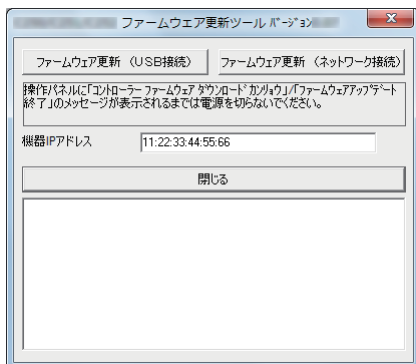 ファームウェア更新ツール バージョン
ファームウェア更新（USB接続）
ファームウェア更新（ネットワーク接続）
操作パネルに「コントローラー ファームウェア ダウンロード カンリョウ」/「ファームウェアアップデート
終了」のメッセージが表示されるまでは電源を切らないでください。
機器IPアドレス
11:22:33:44:55:66
閉じる